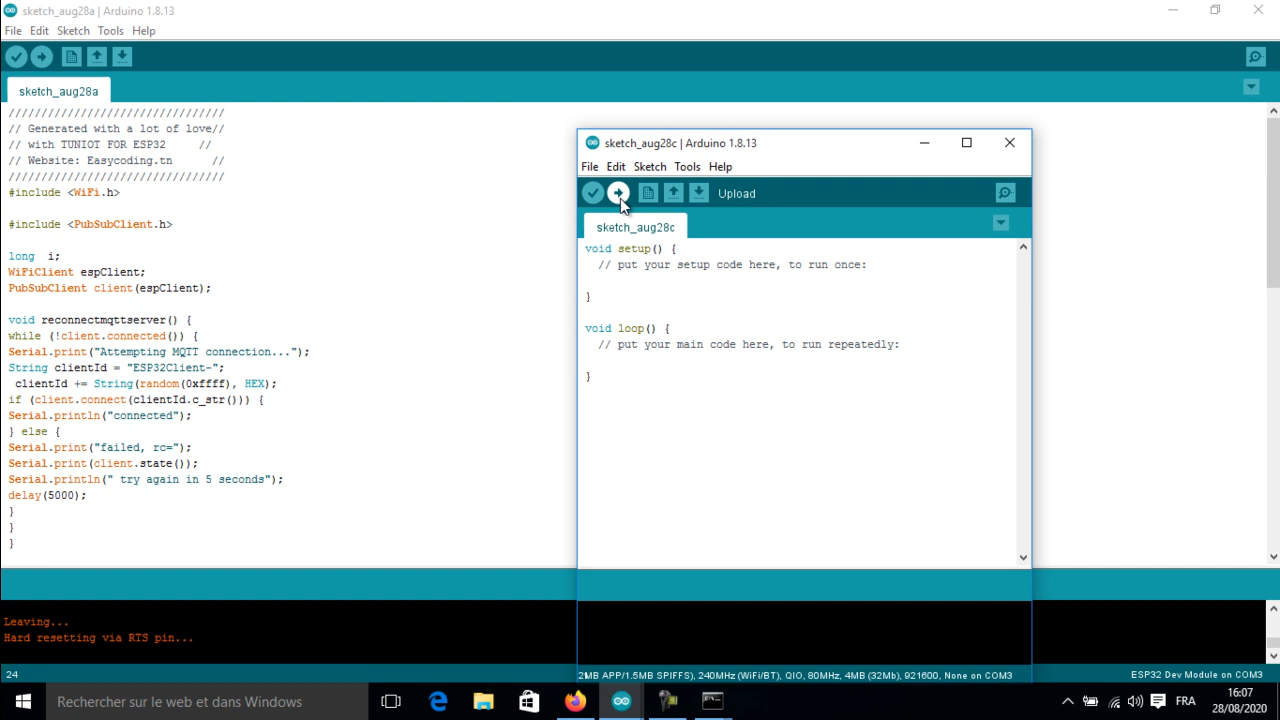 sketch_aug28a | Arduino 1.8.13
File Edit Sketch Tools Help
sketch_aug28a
/////////////////////////////////
// Generated with a lot of love//
// with TUNIOT FOR ESP32     //
// Website: Easycoding.tn      //
/////////////////////////////////
#include <WiFi.h>
#include <PubSubClient.h>
long  i;
WiFiClient espClient;
PubSubClient client(espClient);
void reconnectmqttserver() {
while (!client.connected()) {
Serial.print("Attempting MQTT connection...");
String clientId = "ESP32Client-";
 clientId += String(random(0xffff), HEX);
if (client.connect(clientId.c_str())) {
Serial.println("connected");
} else {
Serial.print("failed, rc=");
Serial.print(client.state());
Serial.println(" try again in 5 seconds");
delay(5000);
}
}
}
Leaving...
Hard resetting via RTS pin...
24
ESP32 Dev Module on COM3
sketch_aug28c | Arduino 1.8.13
File Edit Sketch Tools Help
Upload
sketch_aug28c
void setup() {
  // put your setup code here, to run once:
}
void loop() {
  // put your main code here, to run repeatedly:
}
MB APP/1.5MB SPIFFS), 240MHz (WiFi/BT), QIO, 80MHz, 4MB (32Mb), 921600, None on COM3
Rechercher sur le web et dans Windows
FRA
16:07
28/08/2020